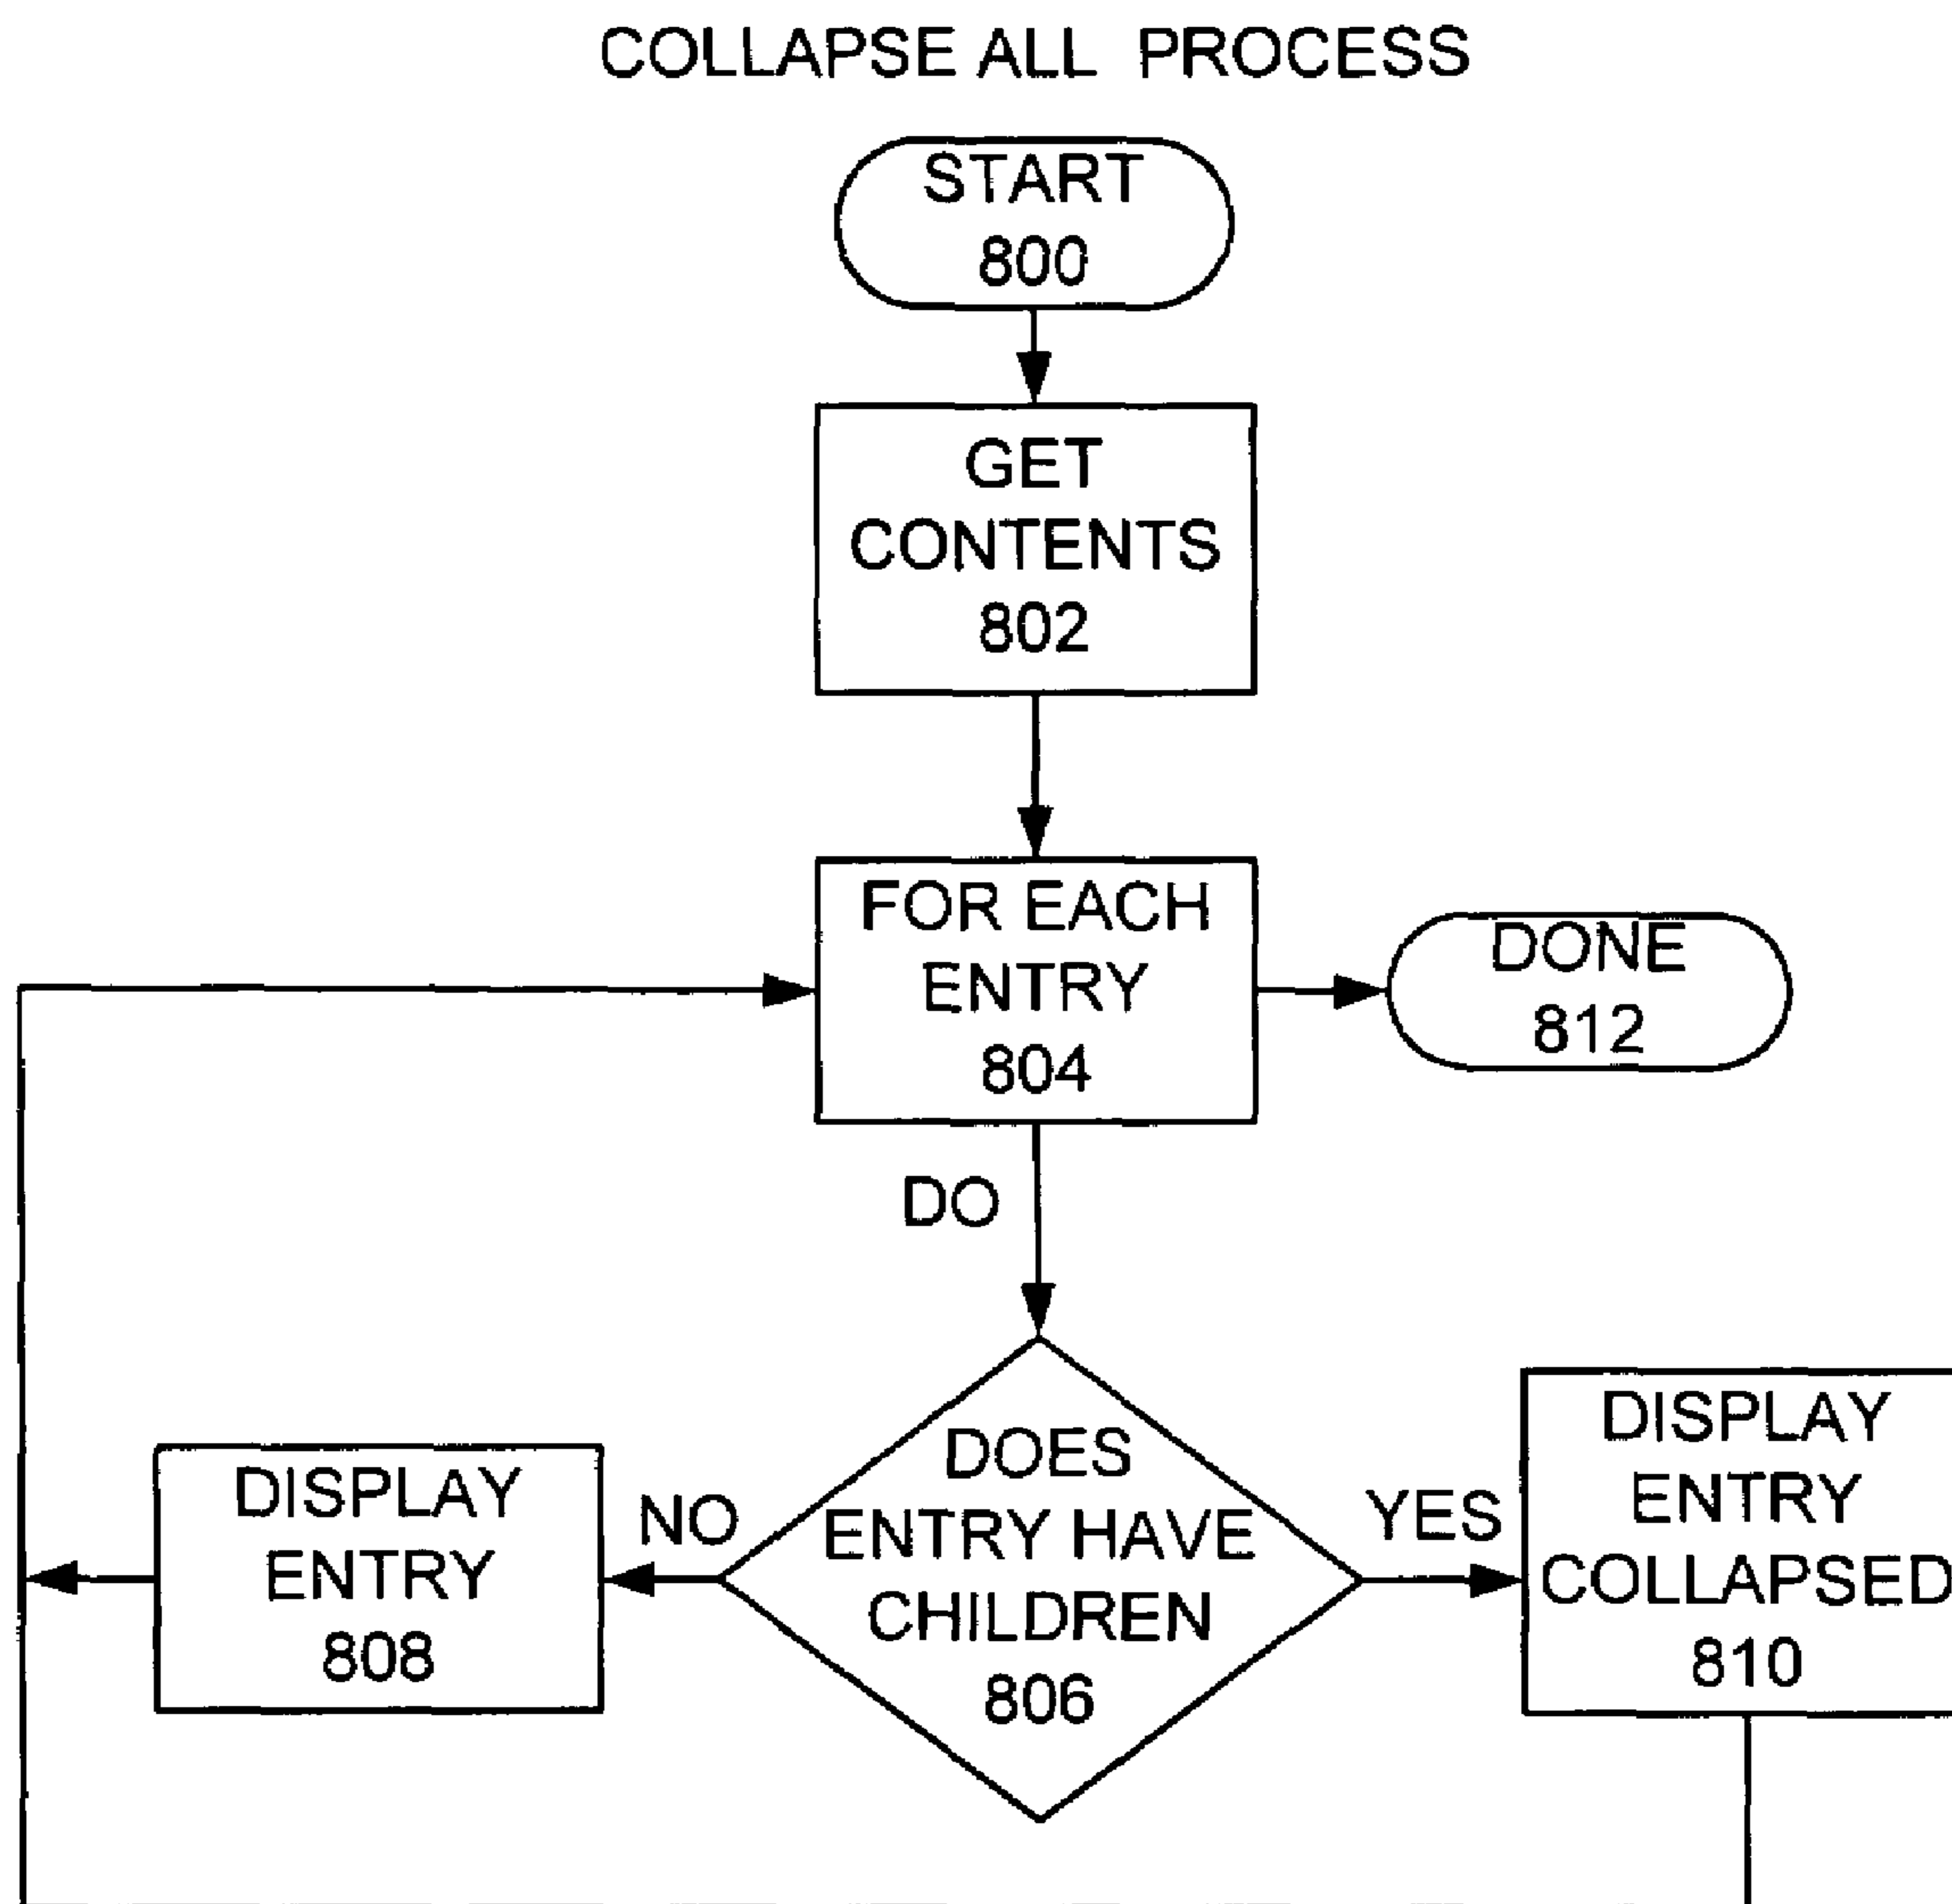 COLLAPSE ALL PROCESS
START
800
GET
CONTENTS
802
FOR EACH
ENTRY
804
DONE
812
DO
DOES
ENTRY HAVE
CHILDREN
806
NO
DISPLAY
ENTRY
808
YES
DISPLAY
ENTRY
COLLAPSED
810